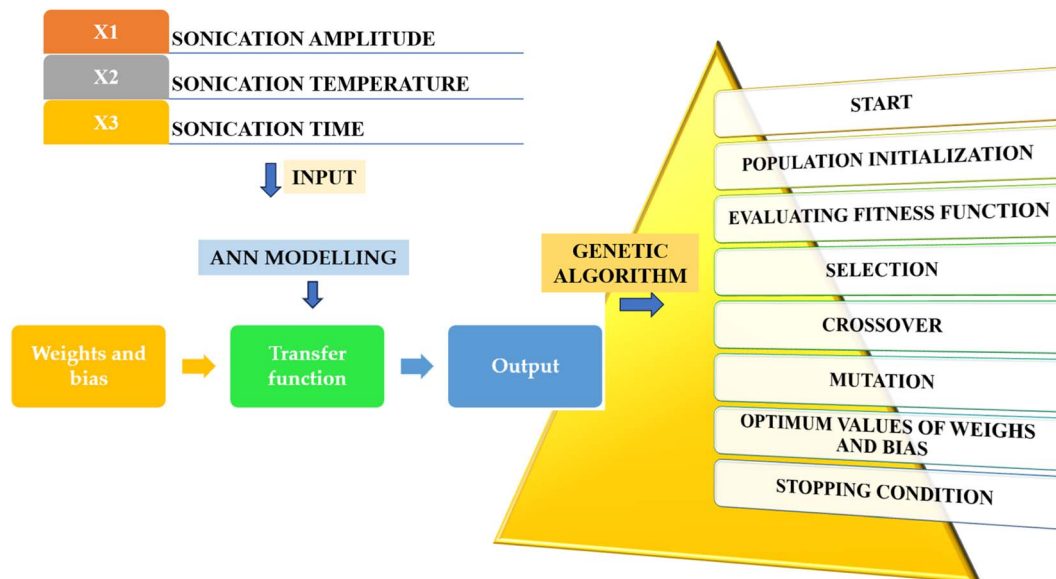 X1 SONICATION AMPLITUDE
X2 SONICATION TEMPERATURE
X3 SONICATION TIME
INPUT
ANN MODELLING
Weights and
bias
Transfer
function
Output
GENETIC
ALGORITHM
START
POPULATION INITIALIZATION
EVALUATING FITNESS FUNCTION
SELECTION
CROSSOVER
MUTATION
OPTIMUM VALUES OF WEIGHS
AND BIAS
STOPPING CONDITION